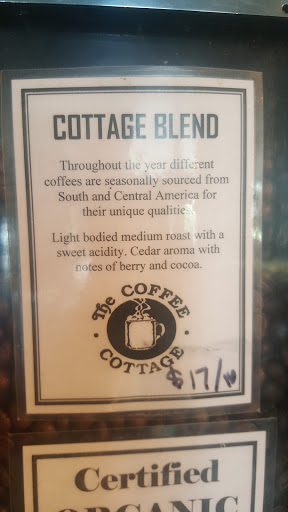 COTTAGE BLEND
Throughout the year different
coffees are seasonally sourced from
South and Central America for
their unique qualities.
Light bodied medium roast with a
sweet acidity. Cedar aroma with
notes of berry and cocoa.
The COFFEE
COTTAGE
$17/
Certified
ORGANIC